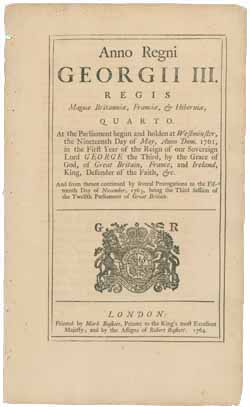 Anno Regni
GEORGII III.
REGIS
Magnæ Britanniæ, Franciæ, & Hiberniæ,
QUARTO.
At the Parliament begun and holden at Westminster,
the Nineteenth Day of May, Anno Dom. 1761,
in the First Year of the Reign of our Sovereign
Lord GEORGE the Third, by the Grace of
God, of Great Britain, France, and Ireland,
King, Defender of the Faith, &c.
And from thence continued by several Prorogations to the Fif-
teenth Day of November, 1763, being the Third Session of
the Twelfth Parliament of Great Britain.
G R
LONDON:
Printed by Mark Baskett, Printer to the King's most Excellent
Majesty; and by the Assigns of Robert Baskett. 1764.